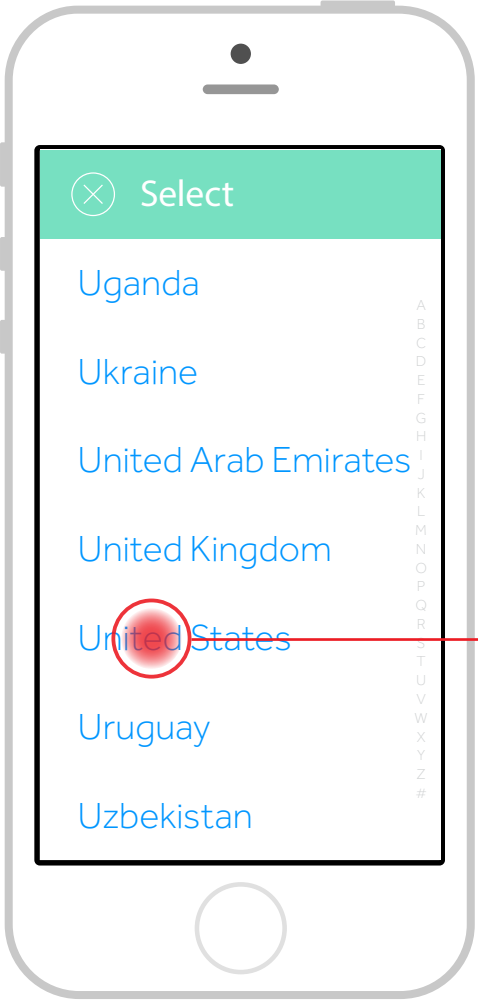 Select
Uganda
Ukraine
United Arab Emirates
United Kingdom
United States
Uruguay
Uzbekistan
A
B
C
D
E
F
G
H
I
J
K
L
M
N
O
P
Q
R
S
T
U
V
W
X
Y
Z
#